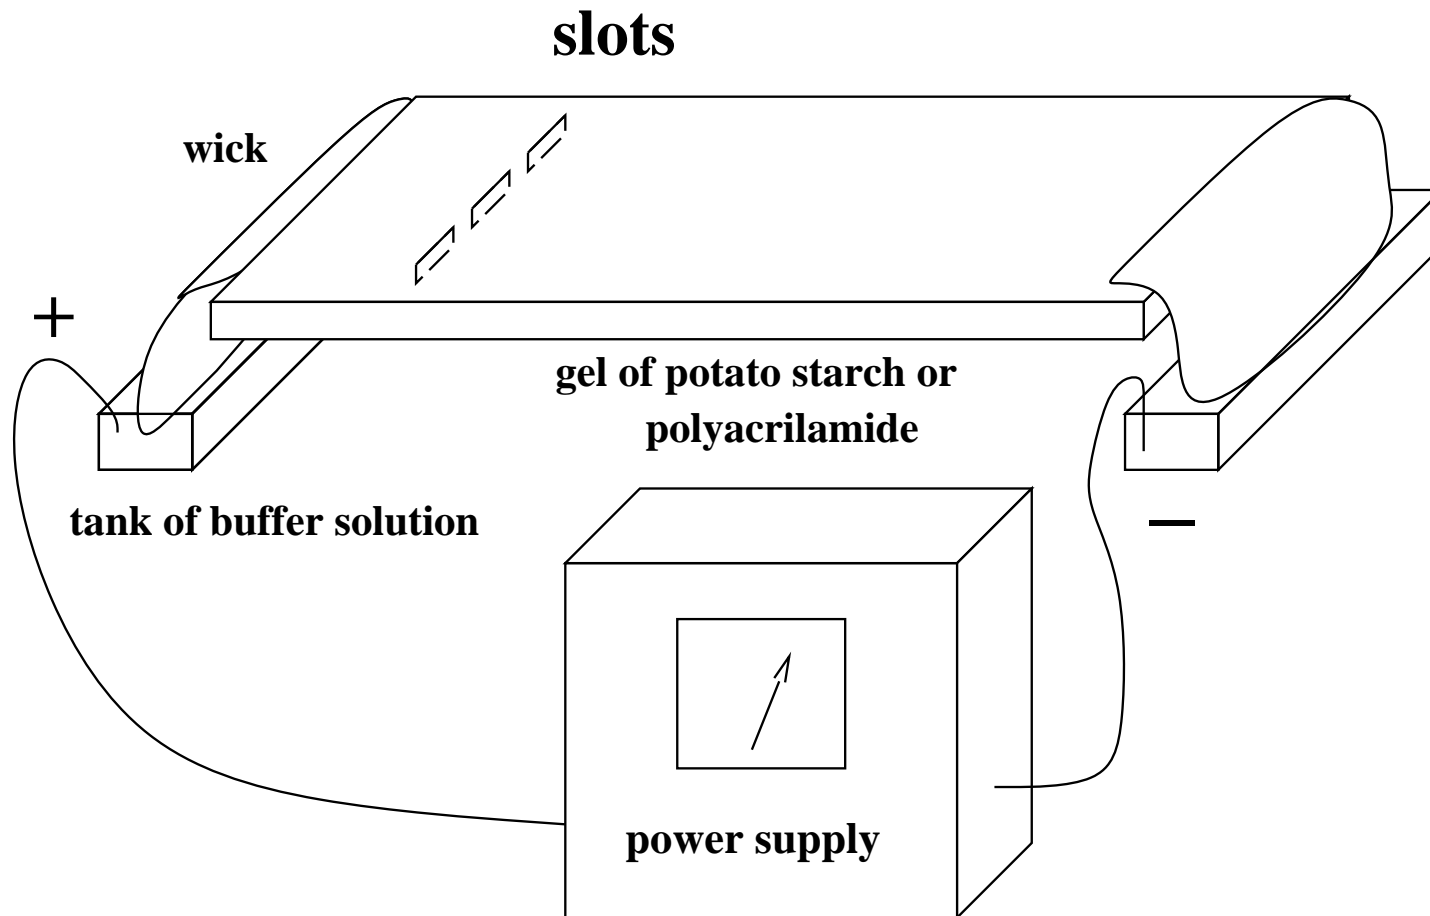 slots
wick
+
gel of potato starch or
polyacrilamide
tank of buffer solution
—
power supply